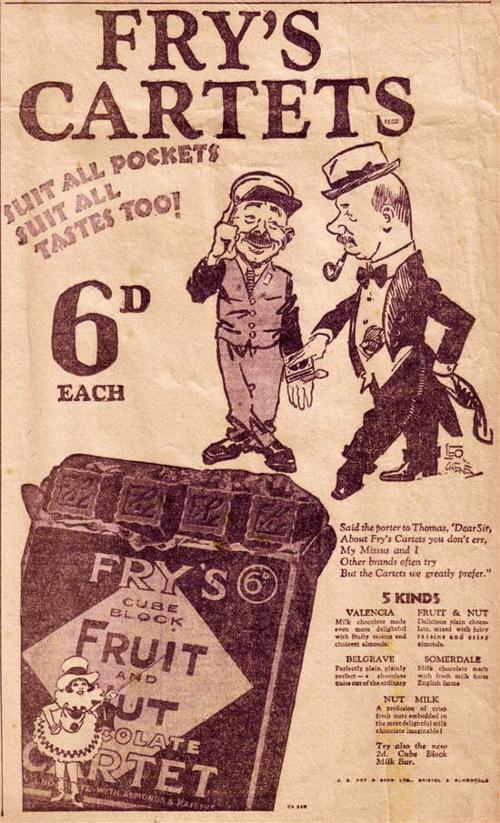 FRY'S
CARTETS
REGD
SUIT ALL POCKETS
SUIT ALL
TASTES TOO!
6D
EACH
Said the porter to Thomas, "Dear Sir,
About Fry's Cartets you don't err,
My Missus and I
Other brands often try
But the Cartets we greatly prefer."
5 KINDS
VALENCIA
Milk chocolate made
even more delightful
with fruity raisins and
choicest almonds.
FRUIT & NUT
Delicious plain choco-
late, mixed with juicy
raisins and crisp
almonds.
BELGRAVE
Perfectly plain, plainly
perfect—a chocolate
quite out of the ordinary
SOMERDALE
Milk chocolate made
with fresh milk from
English farms
NUT MILK
A profusion of crisp
fresh nuts embedded in
the most delightful milk
chocolate imaginable!
Try also the new
2d. Cube Block
Milk Bar.
J. S. FRY & SONS LTD., BRISTOL & SOMERDALE
FRY'S 6D
CUBE
BLOCK
FRUIT
AND
NUT
COLATE
CARTET
WITH ALMONDS & RAISINS